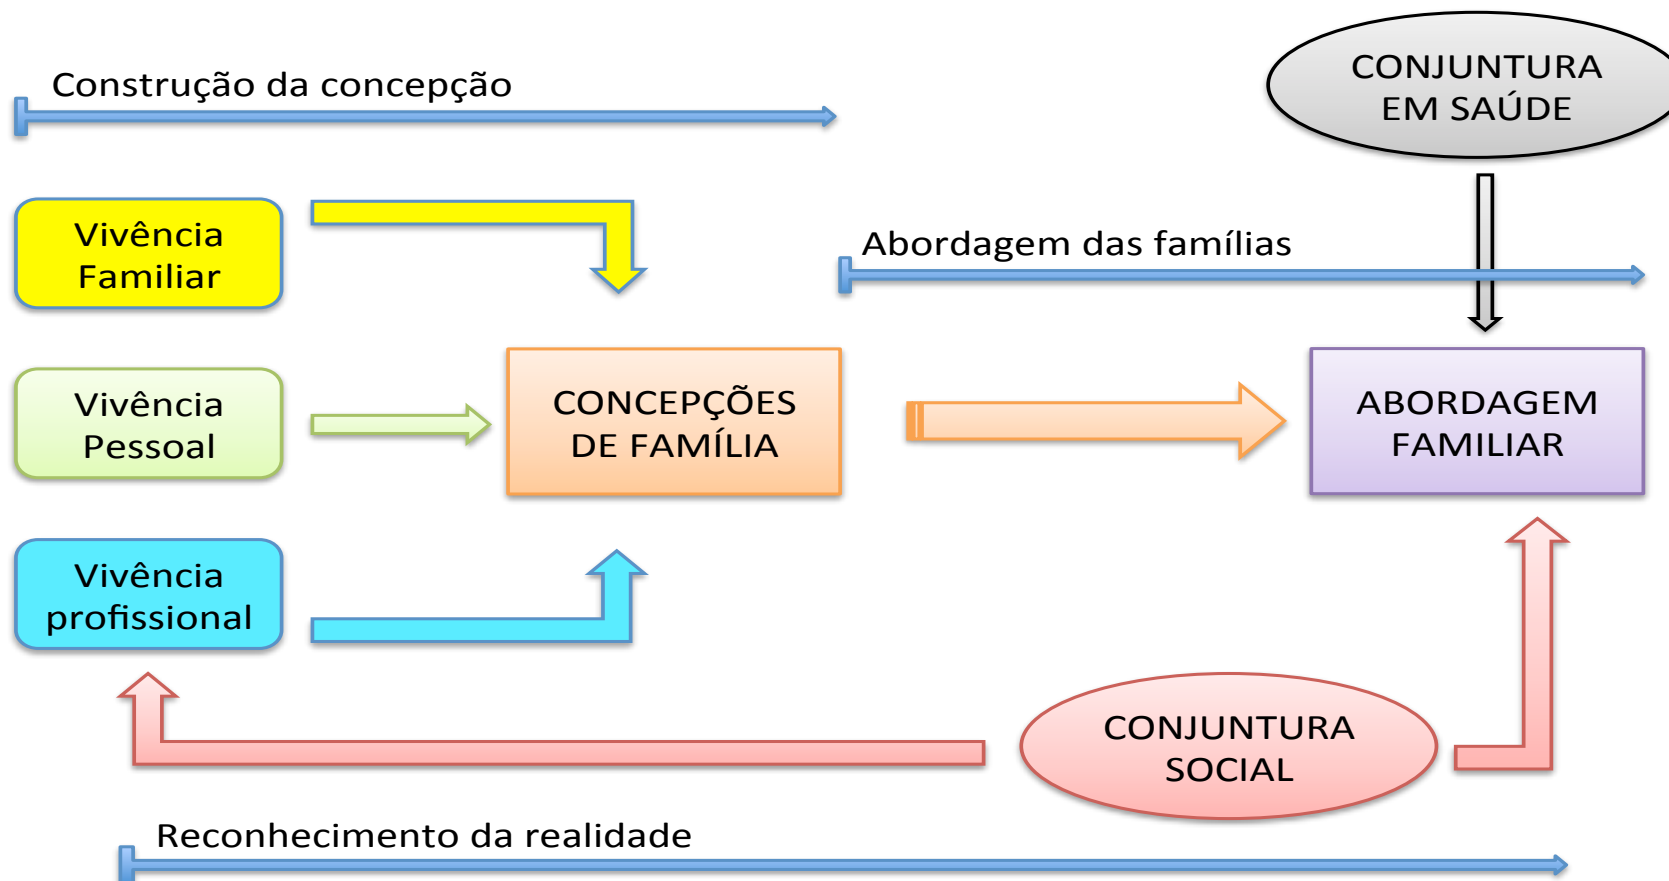 Construção da concepção
CONJUNTURA
EM SAÚDE
Vivência
Familiar
Abordagem das famílias
Vivência
Pessoal
CONCEPÇÕES
DE FAMÍLIA
ABORDAGEM
FAMILIAR
Vivência
profissional
CONJUNTURA
SOCIAL
Reconhecimento da realidade